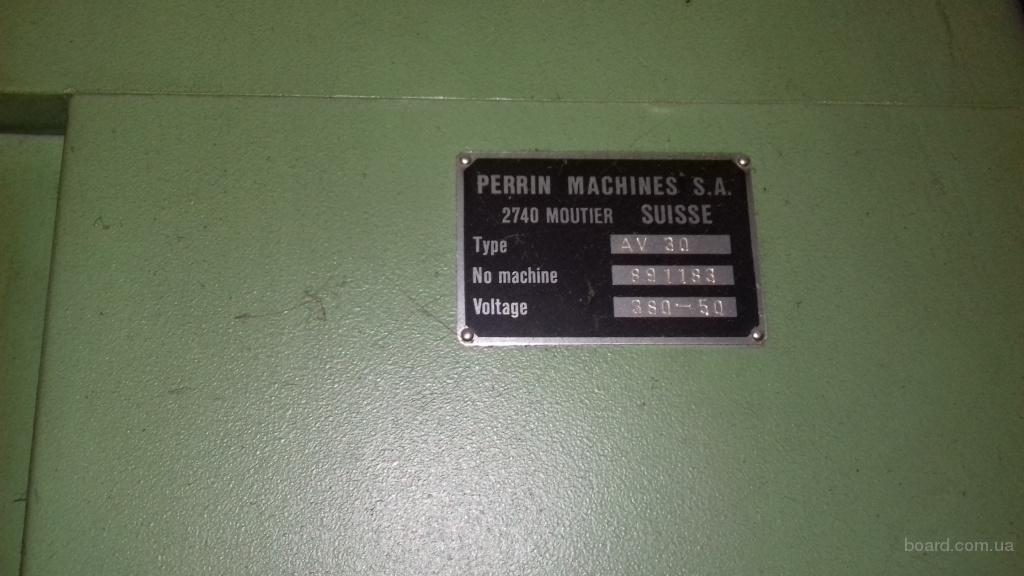 PERRIN MACHINES S.A.
2740 MOUTIER SUISSE
Type AV 30
No machine 891183
Voltage 380-50
board.com.ua